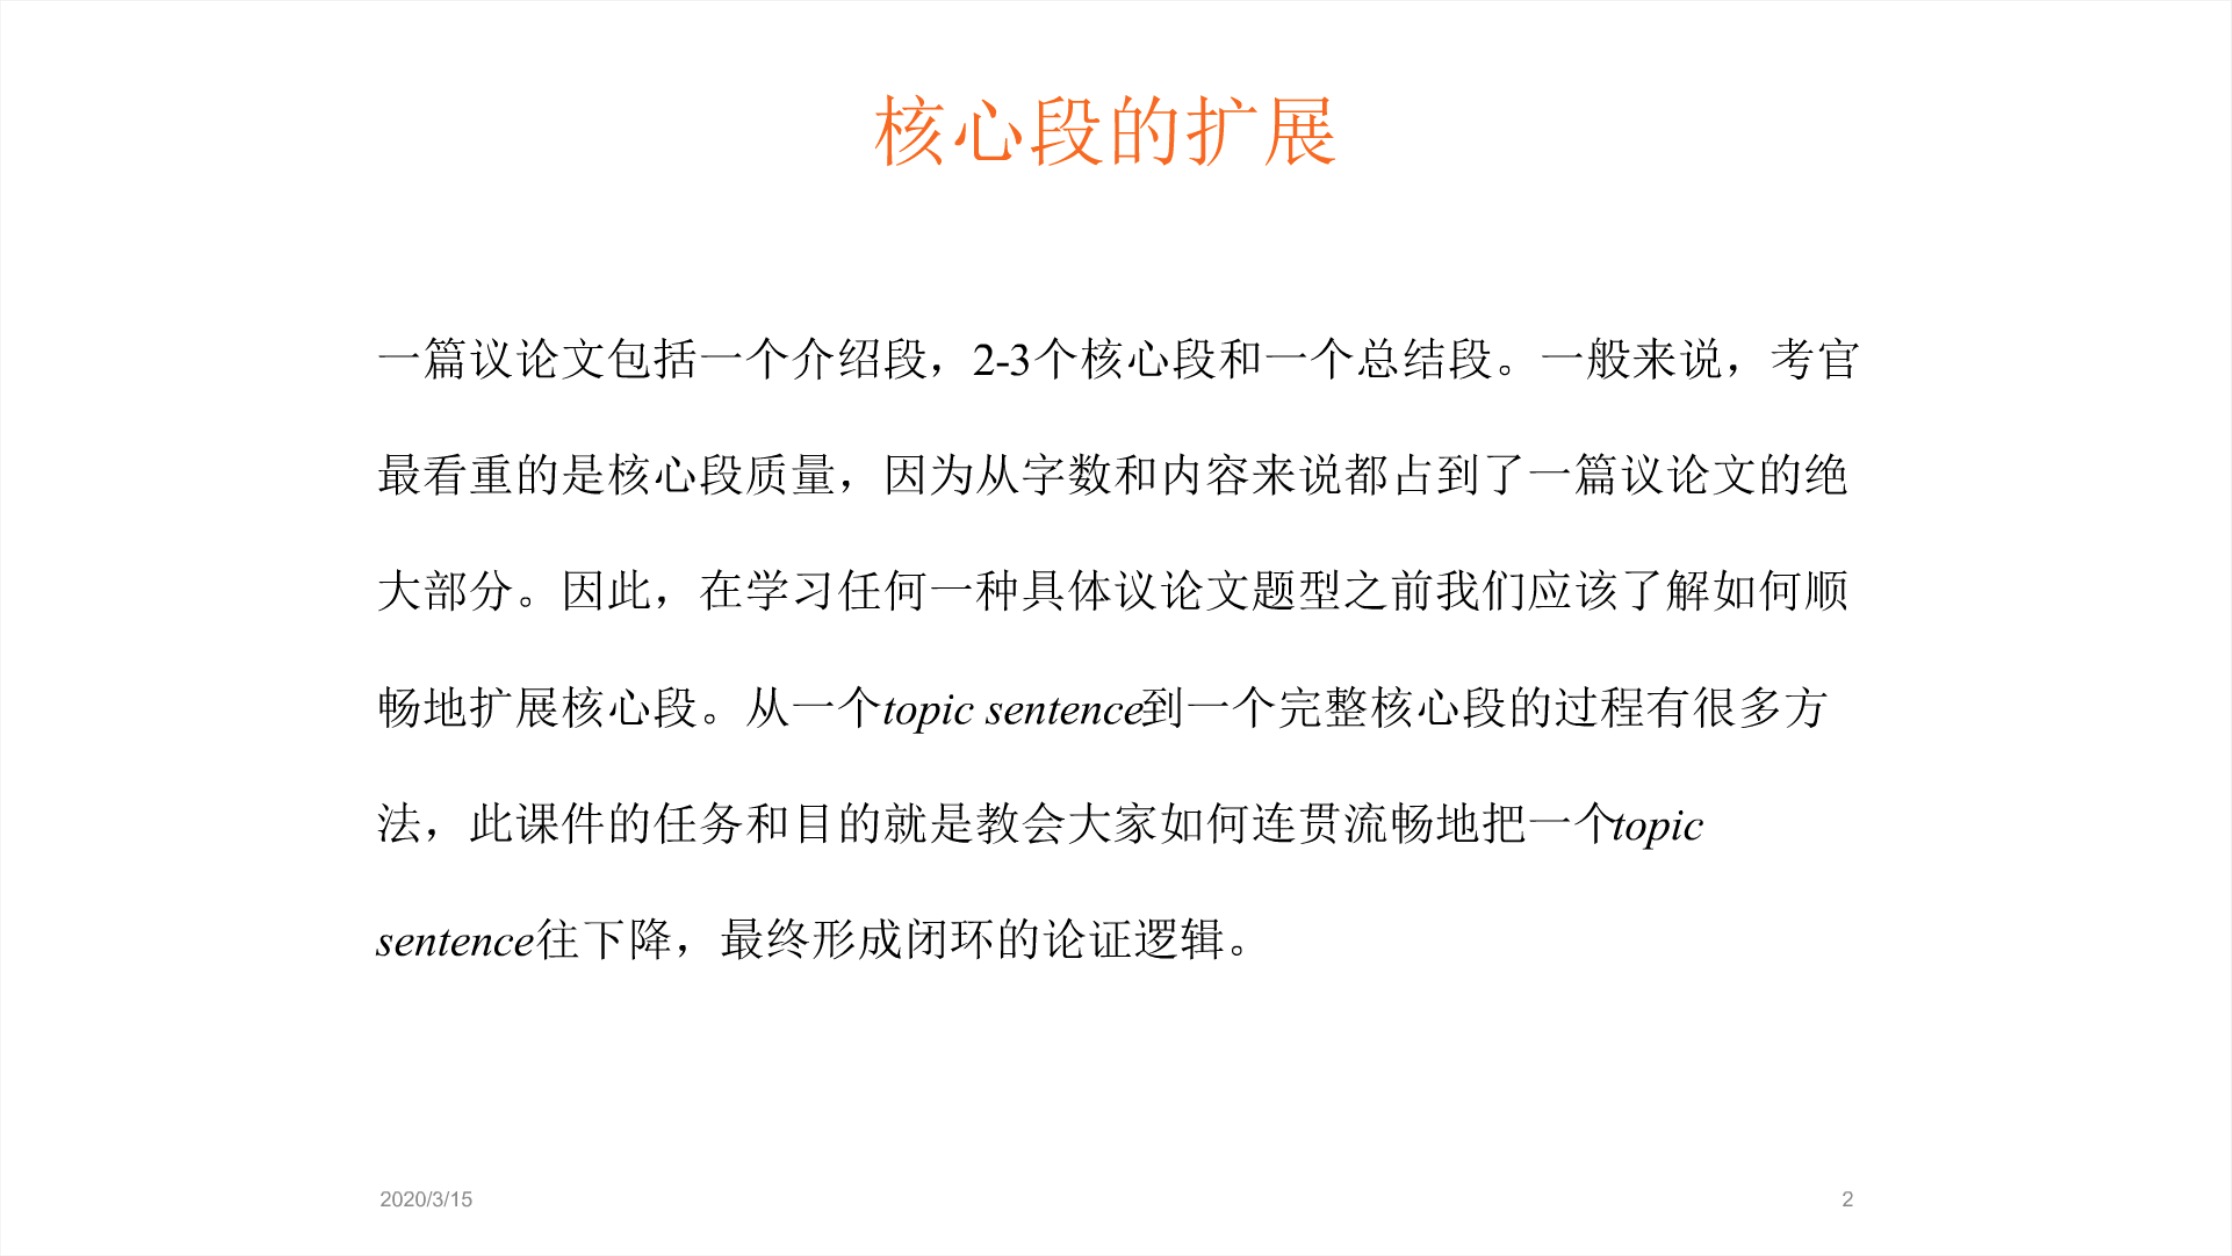 核心段的扩展
一篇议论文包括一个介绍段，2-3个核心段和一个总结段。一般来说，考官
最看重的是核心段质量，因为从字数和内容来说都占到了一篇议论文的绝
大部分。因此，在学习任何一种具体议论文题型之前我们应该了解如何顺
畅地扩展核心段。从一个topic sentence到一个完整核心段的过程有很多方
法，此课件的任务和目的就是教会大家如何连贯流畅地把一个topic
sentence往下降，最终形成闭环的论证逻辑。
2020/3/15
2